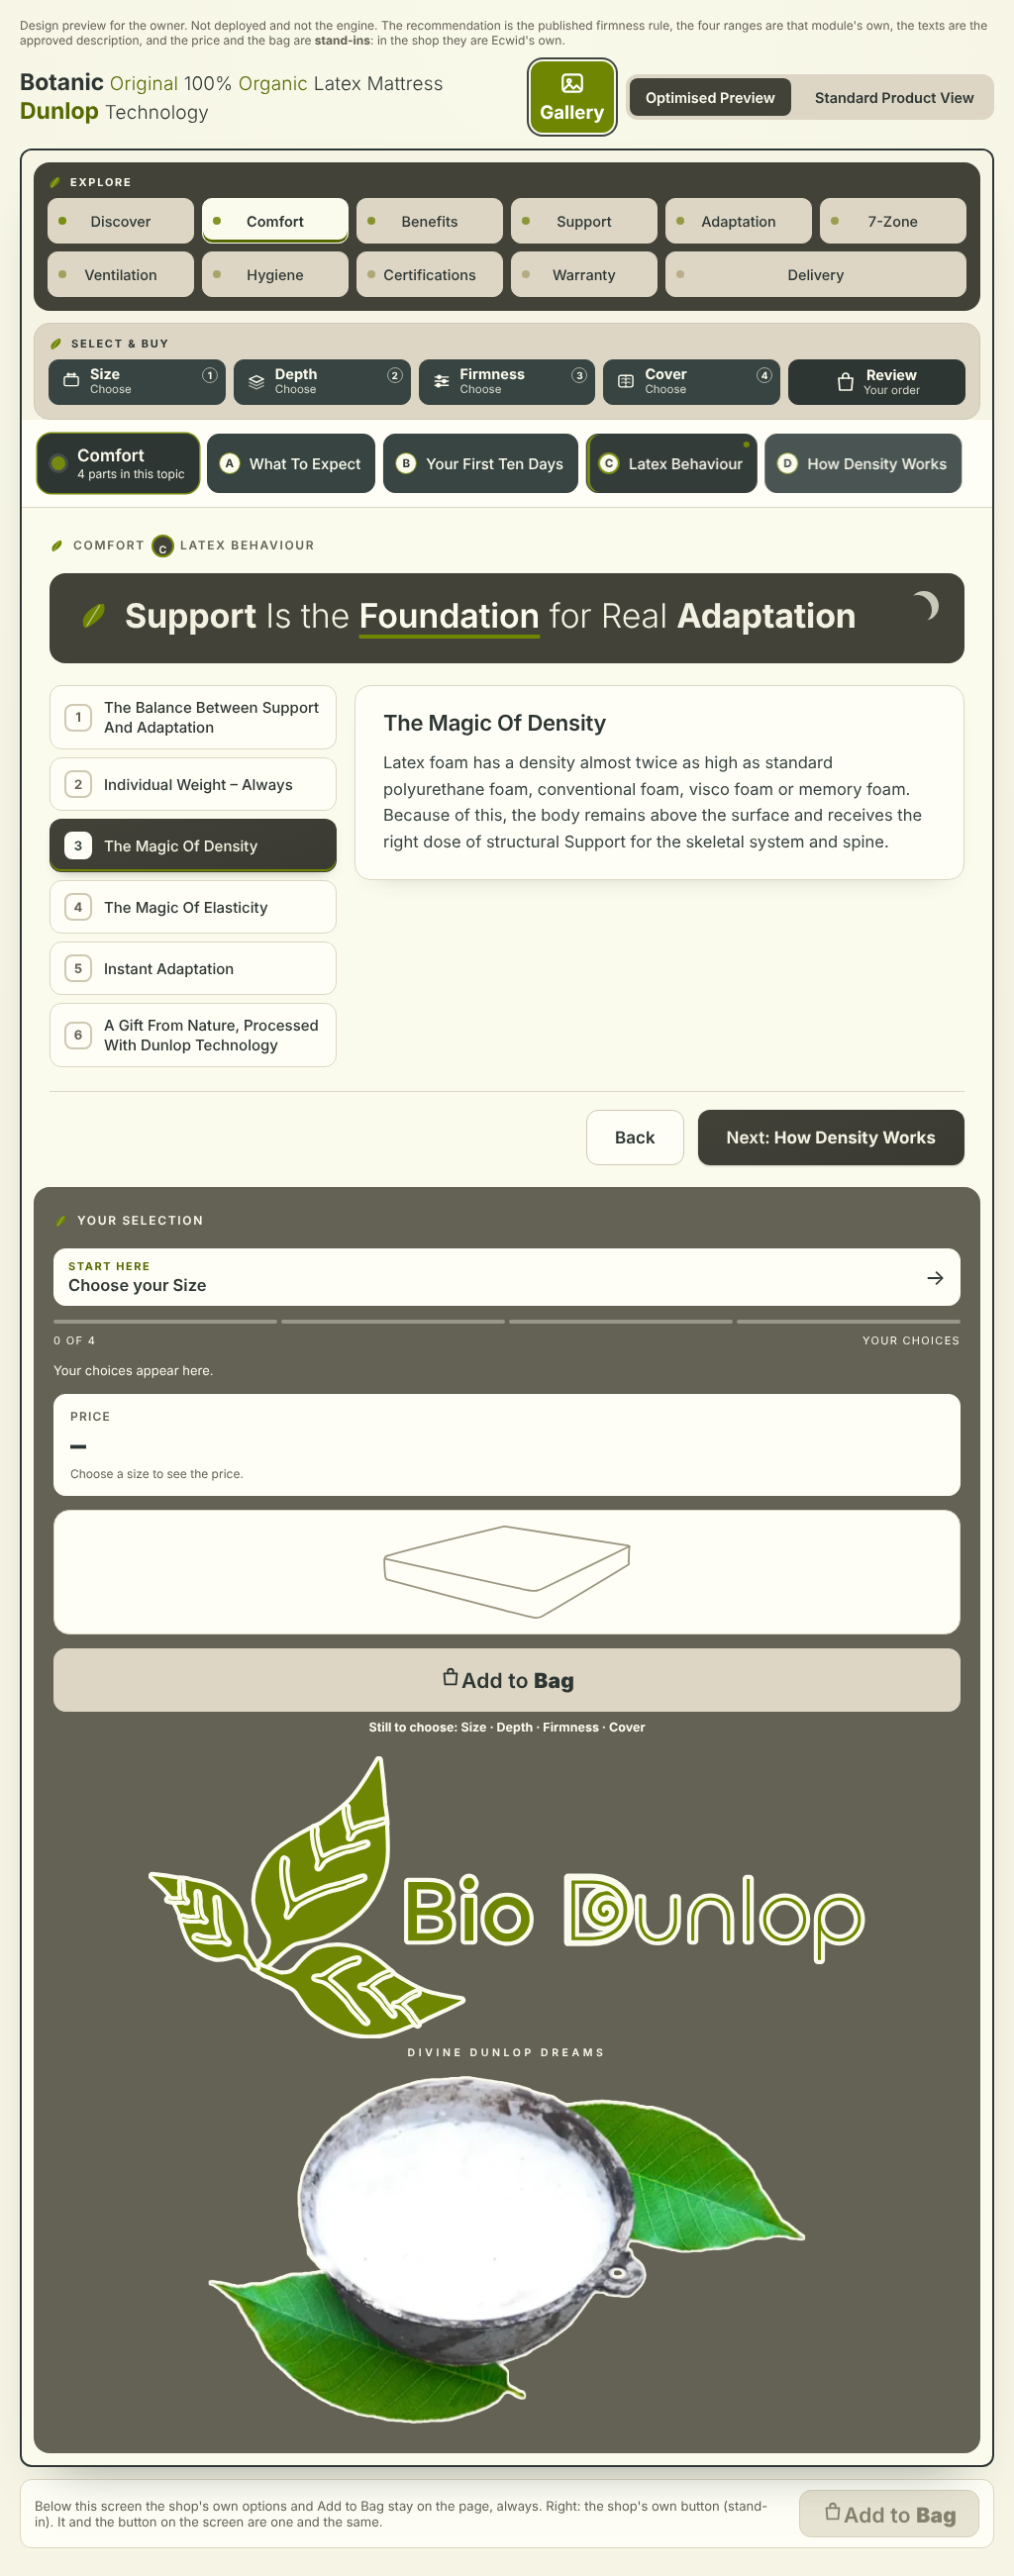 Design preview for the owner. Not deployed and not the engine. The recommendation is the published firmness rule, the four ranges are that module's own, the texts are the
approved description, and the price and the bag are stand-ins: in the shop they are Ecwid's own.
Botanic Original 100% Organic Latex Mattress
Dunlop Technology
Gallery
Optimised Preview
Standard Product View
EXPLORE
Discover
Comfort
Benefits
Support
Adaptation
7-Zone
Ventilation
Hygiene
Certifications
Warranty
Delivery
SELECT & BUY
Size
Choose
1
Depth
Choose
2
Firmness
Choose
3
Cover
Choose
4
Review
Your order
Comfort
4 parts in this topic
A What To Expect
B Your First Ten Days
C Latex Behaviour
D How Density Works
COMFORT C LATEX BEHAVIOUR
Support Is the Foundation for Real Adaptation
1 The Balance Between Support
And Adaptation
2 Individual Weight – Always
3 The Magic Of Density
4 The Magic Of Elasticity
5 Instant Adaptation
6 A Gift From Nature, Processed
With Dunlop Technology
The Magic Of Density
Latex foam has a density almost twice as high as standard
polyurethane foam, conventional foam, visco foam or memory foam.
Because of this, the body remains above the surface and receives the
right dose of structural Support for the skeletal system and spine.
Back
Next: How Density Works
YOUR SELECTION
START HERE
Choose your Size
→
0 OF 4
YOUR CHOICES
Your choices appear here.
PRICE
–
Choose a size to see the price.
Add to Bag
Still to choose: Size · Depth · Firmness · Cover
Bio Dunlop
DIVINE DUNLOP DREAMS
Below this screen the shop's own options and Add to Bag stay on the page, always. Right: the shop's own button (stand-
in). It and the button on the screen are one and the same.
Add to Bag